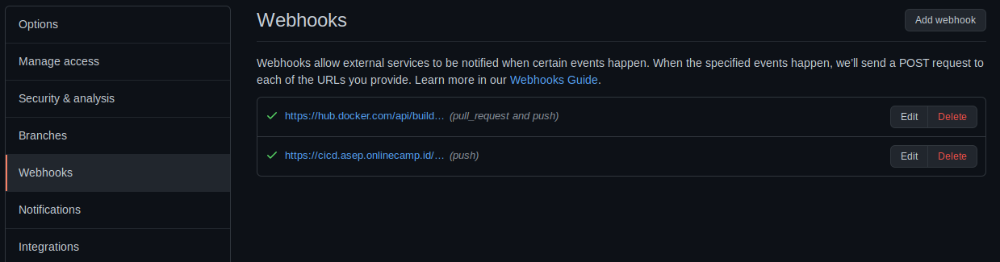 Options
Manage access
Security & analysis
Branches
Webhooks
Notifications
Integrations
Webhooks
Add webhook
Webhooks allow external services to be notified when certain events happen. When the specified events happen, we'll send a POST request to
each of the URLs you provide. Learn more in our Webhooks Guide.
https://hub.docker.com/api/build… (pull_request and push)
Edit
Delete
https://cicd.asep.onlinecamp.id/… (push)
Edit
Delete